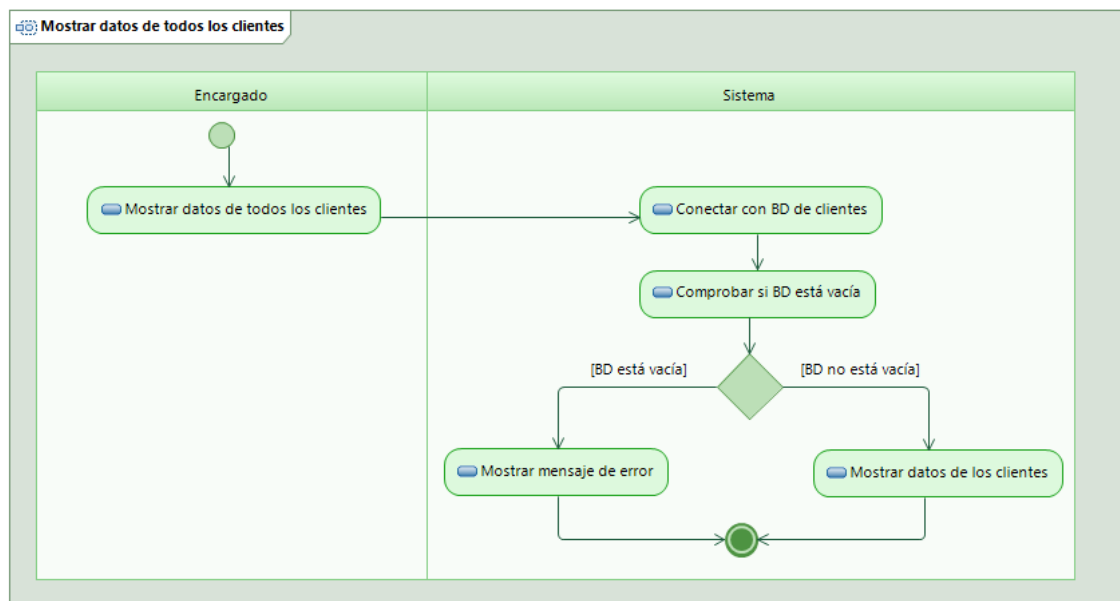 Mostrar datos de todos los clientes
Encargado
Sistema
Mostrar datos de todos los clientes
Conectar con BD de clientes
Comprobar si BD está vacía
[BD está vacía]
[BD no está vacía]
Mostrar mensaje de error
Mostrar datos de los clientes